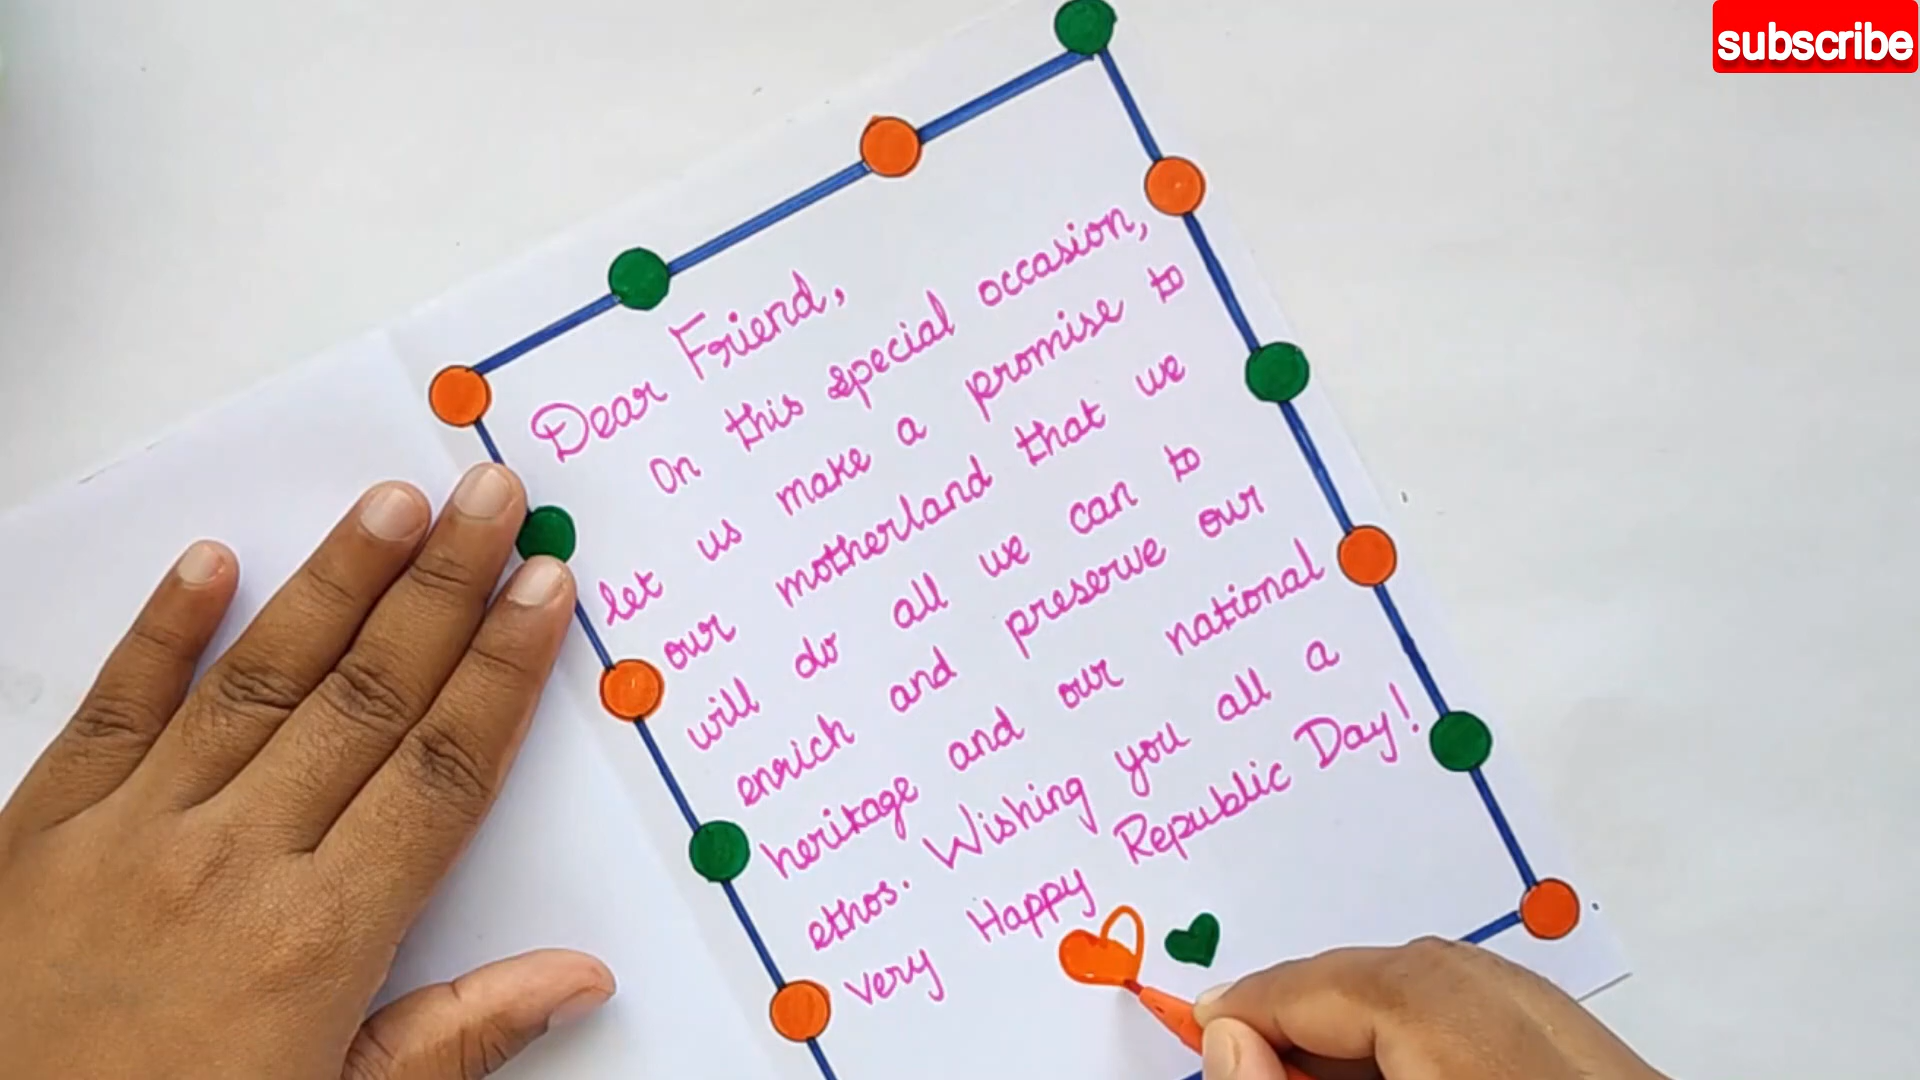 subscribe
Dear Friend,
On this special occasion,
let us make a promise to
our motherland that we
will do all we can to
enrich and preserve our
heritage and our national
ethos. Wishing you all a
very Happy Republic Day!